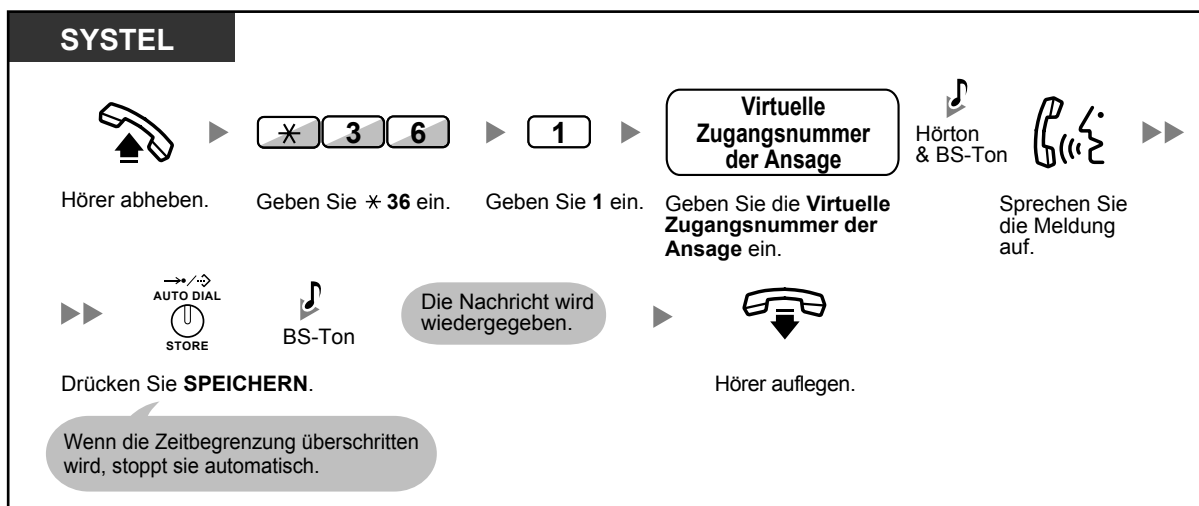 SYSTEL
✳ 3 6
1
Virtuelle
Zugangsnummer
der Ansage
Hörton
& BS-Ton
Hörer abheben.
Geben Sie ✳ 36 ein.
Geben Sie 1 ein.
Geben Sie die Virtuelle
Zugangsnummer der
Ansage ein.
Sprechen Sie
die Meldung
auf.
AUTO DIAL
STORE
BS-Ton
Die Nachricht wird
wiedergegeben.
Drücken Sie SPEICHERN.
Hörer auflegen.
Wenn die Zeitbegrenzung überschritten
wird, stoppt sie automatisch.